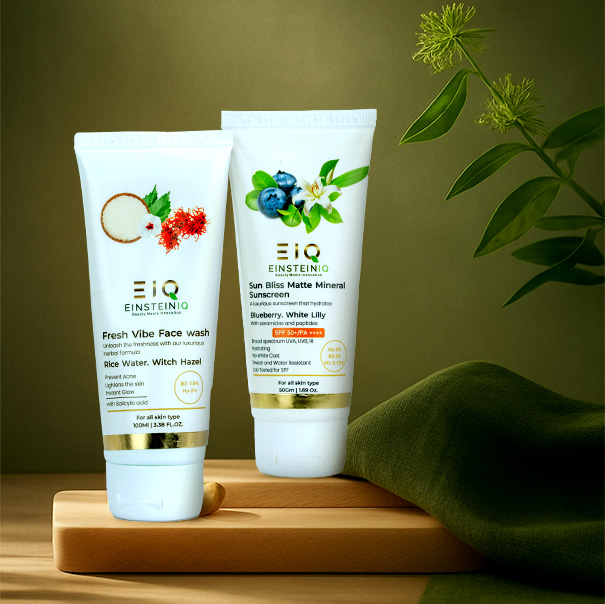 EIQ
EINSTEINIQ
Beauty Meets Innovation
Fresh Vibe Face wash
Unleash the freshness with our luxurious
herbal formula
Rice Water. Witch Hazel
Prevent Acne
Lightens the skin
Instant Glow
with Salicylic acid
For all skin type
100Ml | 3.38 FL.OZ.
EIQ
EINSTEINIQ
Beauty Meets Innovation
Sun Bliss Matte Mineral
Sunscreen
A luxurious sunscreen that hydrates
Blueberry. White Lilly
With ceramides and peptides
SPF 50+/PA ++++
Broad spectrum UVA, UVB, IR
Hydrating
No White Cast
Sweat and Water Resistant
Lab Tested for SPF
For all skin type
50Gm | 1.69 Oz.